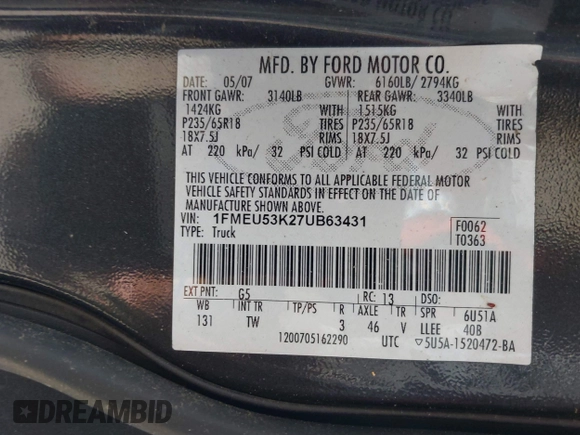 MFD. BY FORD MOTOR CO.
DATE: 05/07 GVWR: 6160LB/ 2794KG
FRONT GAWR: 3140LB REAR GAWR: 3340LB
1424KG WITH 1515KG WITH
P235/65R18 TIRES P235/65R18 TIRES
18X7.5J RIMS 18X7.5J RIMS
AT 220 kPa/ 32 PSI COLD AT 220 kPa/ 32 PSI COLD
THIS VEHICLE CONFORMS TO ALL APPLICABLE FEDERAL MOTOR
VEHICLE SAFETY STANDARDS IN EFFECT ON THE DATE OF
MANUFACTURE SHOWN ABOVE.
VIN: 1FMEU53K27UB63431 F0062
TYPE: Truck T0363
EXT PNT: G5 RC: 13 DSO:
WB INT TR TP/PS R AXLE TR SPR 6U51A
131 TW 3 46 V LLEE 40B
1200705162290 UTC ▽5U5A-1520472-BA
DREAMBID